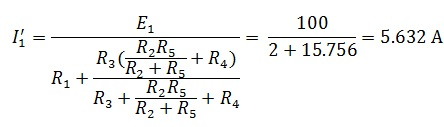 I′₁ = E₁ / (R₁ + (R₃(R₂R₅ / (R₂ + R₅) + R₄)) / (R₃ + R₂R₅ / (R₂ + R₅) + R₄)) = 100 / (2 + 15.756) = 5.632 A